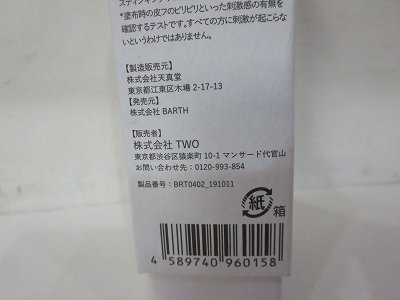 *塗布時の皮フのピリピリといった刺激感の有無を
確認するテストです。すべての方に刺激が起こらな
いというわけではありません。
【製造販売元】
株式会社天真堂
東京都江東区木場 2-17-13
【発売元】
株式会社 BARTH
【販売者】
株式会社 TWO
東京都渋谷区猿楽町 10-1 マンサード代官山
お問い合わせ先：0120-993-854
製品番号：BRT0402_191011
紙
箱
4 589740 960158